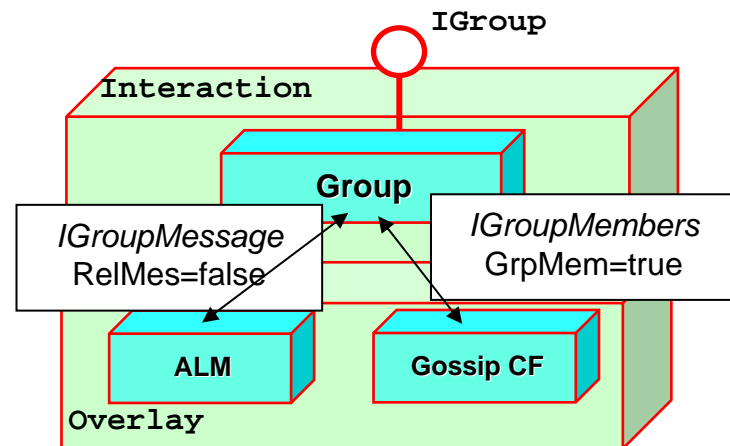 IGroup
Interaction
Group
IGroupMessage
RelMes=false
IGroupMembers
GrpMem=true
ALM
Gossip CF
Overlay